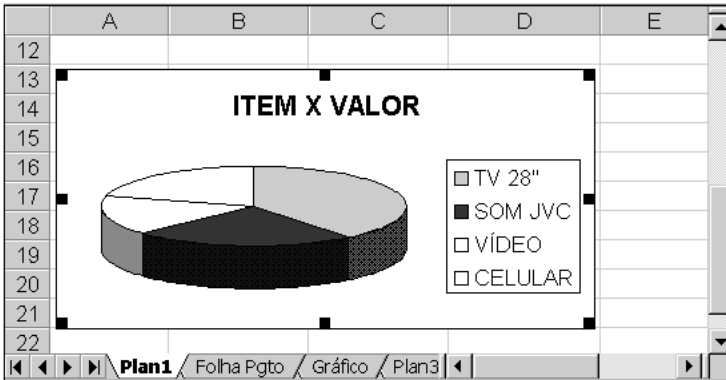 A B C D E
12
13
14
15
16
17
18
19
20
21
22
ITEM X VALOR
TV 28"
SOM JVC
VÍDEO
CELULAR
Plan1 Folha Pgto Gráfico Plan3